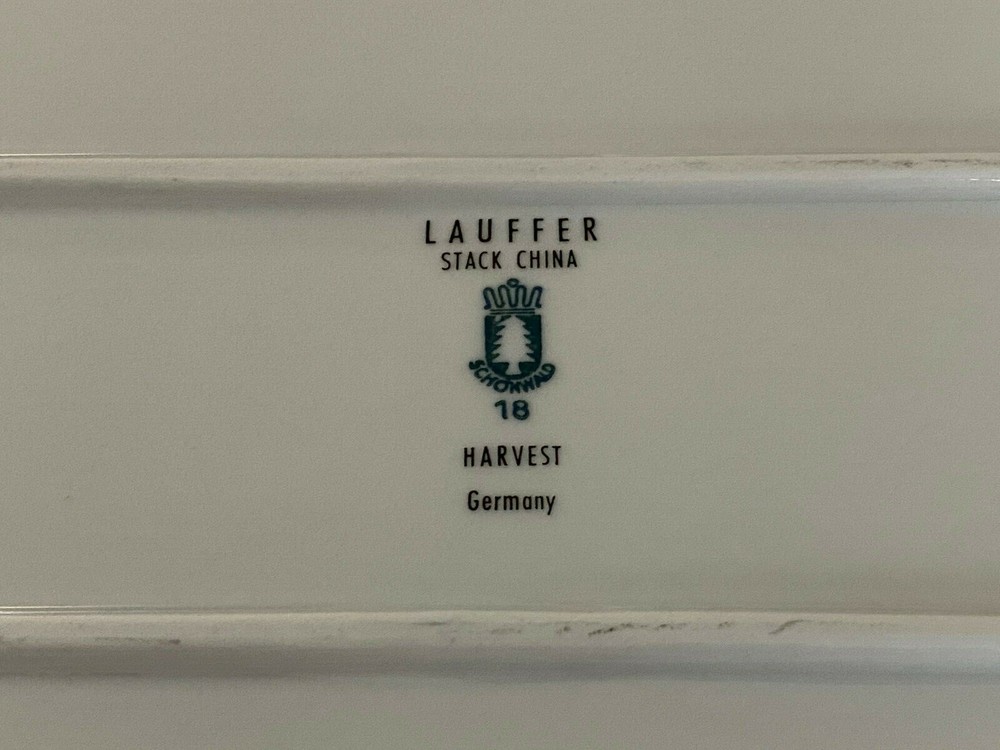 LAUFFER
STACK CHINA
SCHÖNWALD
18
HARVEST
Germany